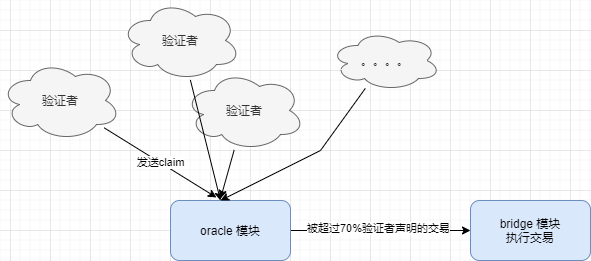 验证者
。。。。
验证者
验证者
发送claim
oracle 模块
被超过70%验证者声明的交易
bridge 模块
执行交易